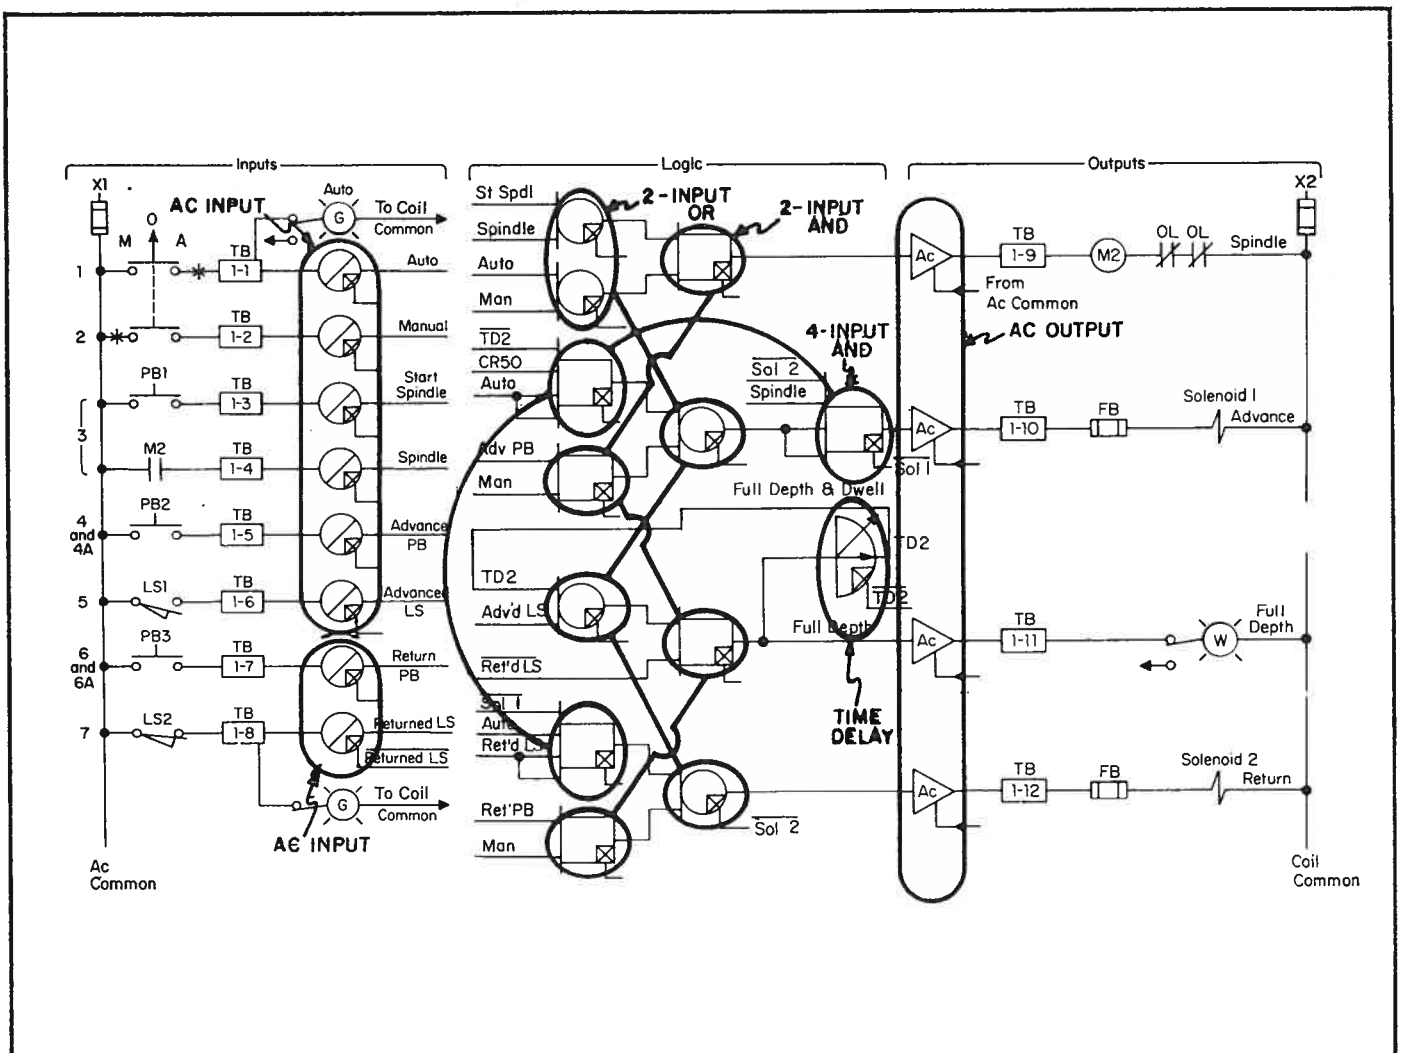 Inputs
Logic
Outputs
X1
X2
O
M
A
1
2
3
4
and
4A
5
6
and
6A
7
AC INPUT
Auto
G
To Coil
Common
TB
1-1
Auto
TB
1-2
Manual
PB1
TB
1-3
Start
Spindle
M2
TB
1-4
Spindle
PB2
TB
1-5
Advance
PB
LS1
TB
1-6
Advanced
LS
PB3
TB
1-7
Return
PB
LS2
TB
1-8
Returned LS
Returned LS
G
To Coil
Common
AC INPUT
Ac
Common
St Spdl
Spindle
Auto
Man
2-INPUT
OR
2-INPUT
AND
TD2
CR50
Auto
Adv PB
Man
Sol 2
Spindle
4-INPUT
AND
Sol 1
Full Depth & Dwell
TD2
TD2
TD2
Adv'd LS
Ret'd LS
Full Depth
TIME
DELAY
Sol 1
Auto
Ret'd LS
Ret'PB
Man
Sol 2
Ac
TB
1-9
M2
OL
OL
Spindle
From
Ac Common
AC OUTPUT
Ac
TB
1-10
FB
Solenoid 1
Advance
Ac
TB
1-11
W
Full
Depth
Ac
TB
1-12
FB
Solenoid 2
Return
Coil
Common